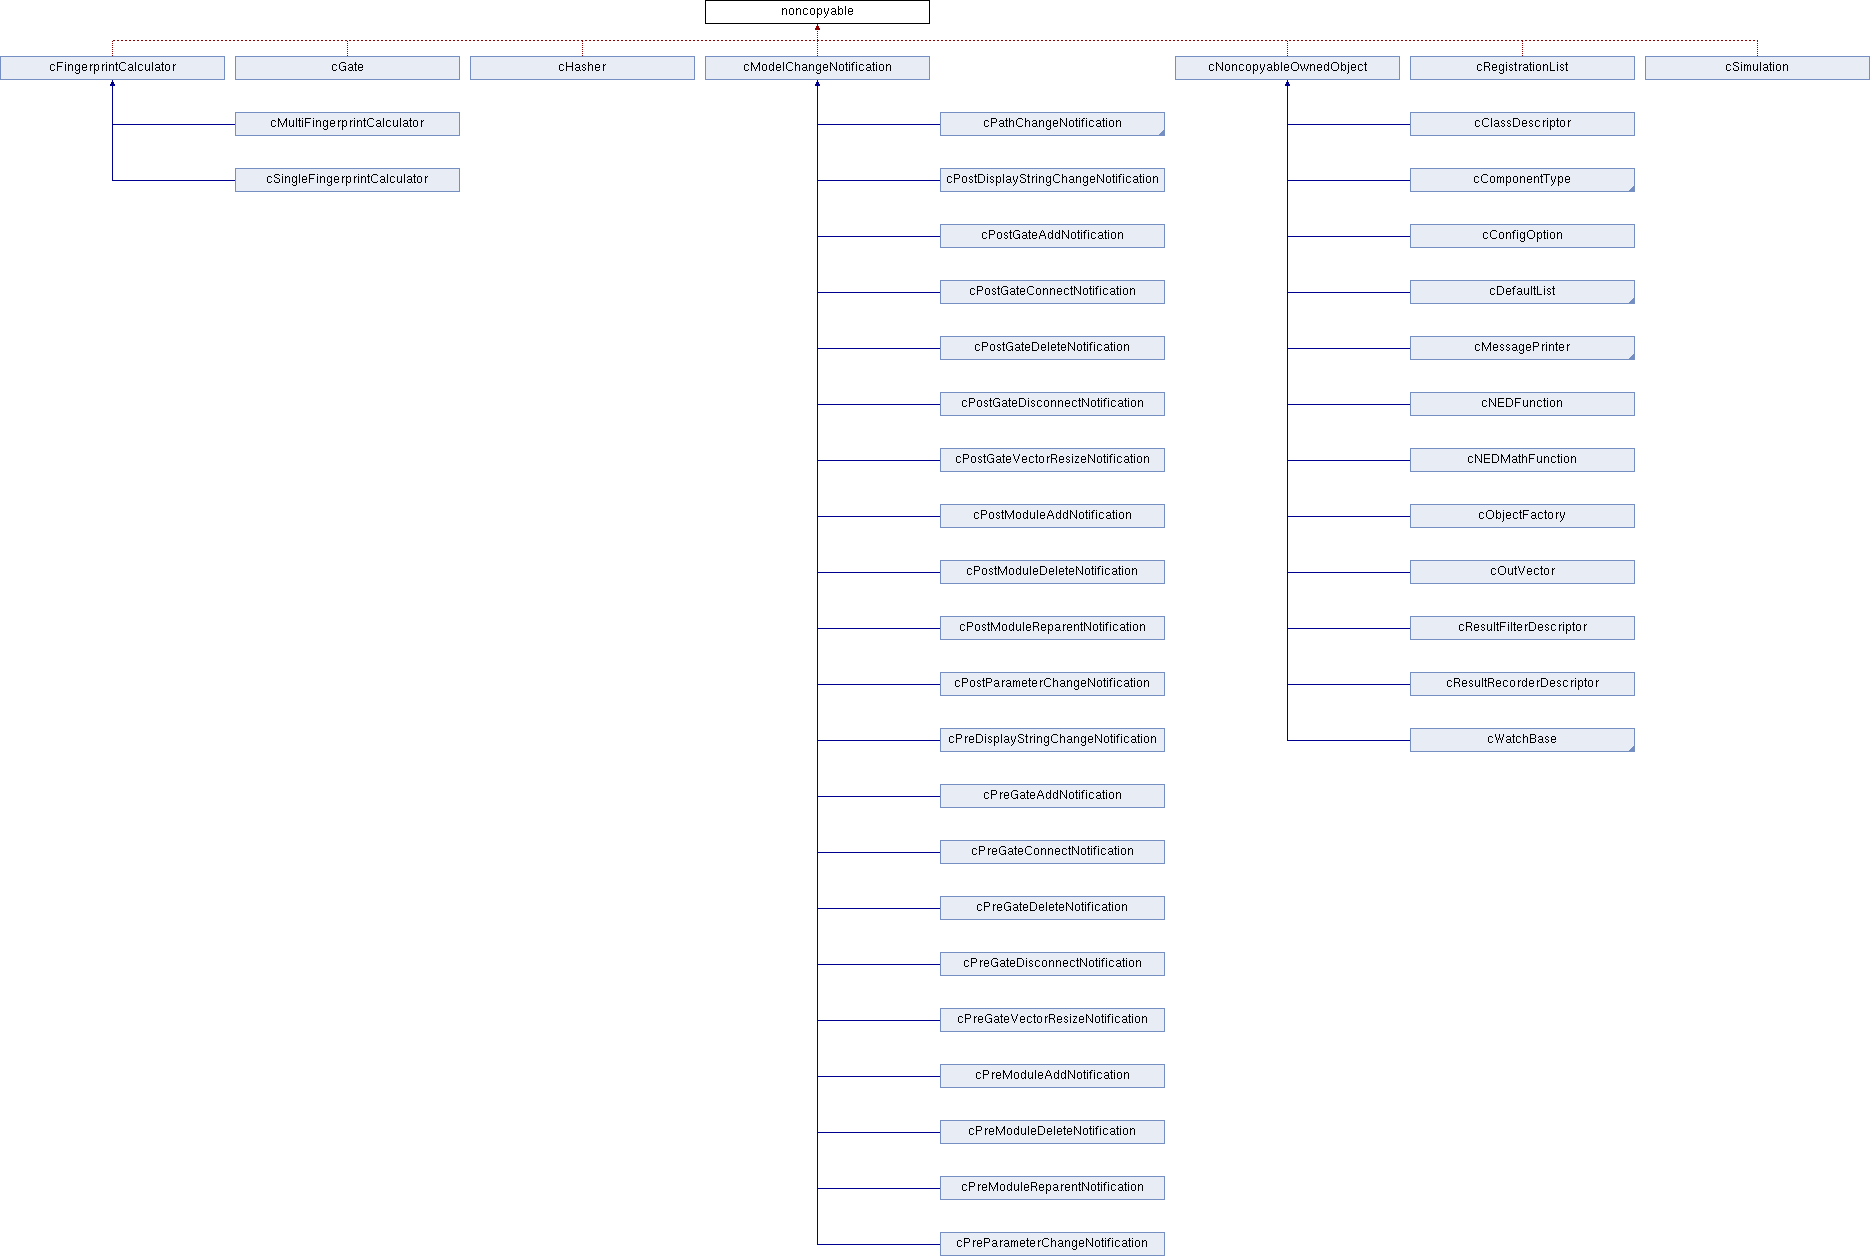 noncopyable
cFingerprintCalculator
cGate
cHasher
cModelChangeNotification
cNoncopyableOwnedObject
cRegistrationList
cSimulation
cMultiFingerprintCalculator
cPathChangeNotification
cClassDescriptor
cSingleFingerprintCalculator
cPostDisplayStringChangeNotification
cComponentType
cPostGateAddNotification
cConfigOption
cPostGateConnectNotification
cDefaultList
cPostGateDeleteNotification
cMessagePrinter
cPostGateDisconnectNotification
cNEDFunction
cPostGateVectorResizeNotification
cNEDMathFunction
cPostModuleAddNotification
cObjectFactory
cPostModuleDeleteNotification
cOutVector
cPostModuleReparentNotification
cResultFilterDescriptor
cPostParameterChangeNotification
cResultRecorderDescriptor
cPreDisplayStringChangeNotification
cWatchBase
cPreGateAddNotification
cPreGateConnectNotification
cPreGateDeleteNotification
cPreGateDisconnectNotification
cPreGateVectorResizeNotification
cPreModuleAddNotification
cPreModuleDeleteNotification
cPreModuleReparentNotification
cPreParameterChangeNotification